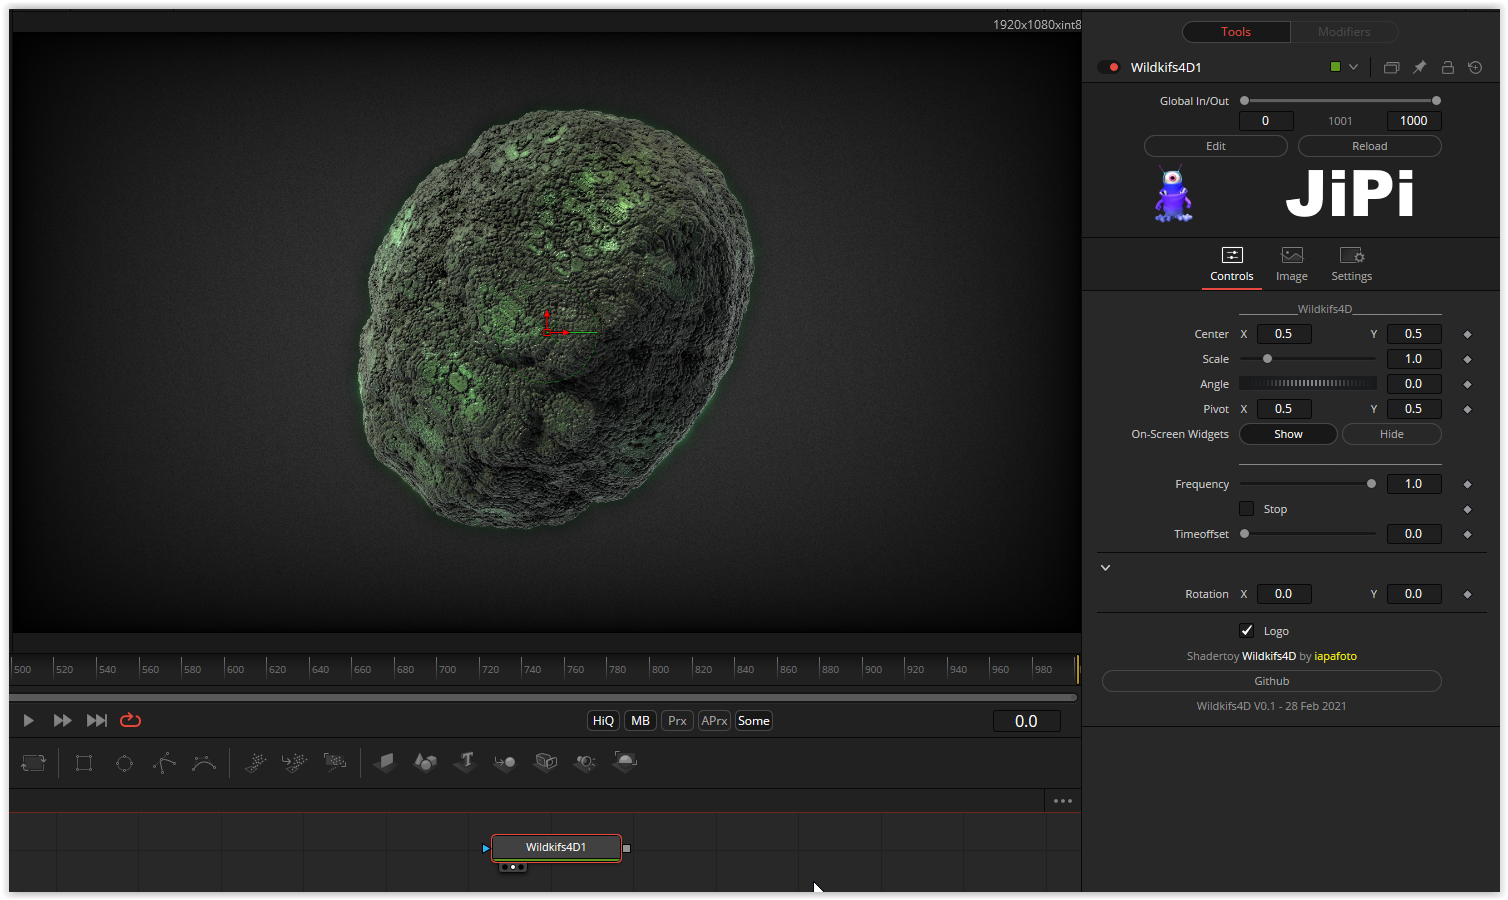 1920x1080xint8
Tools
Modifiers
Wildkifs4D1
Global In/Out
0
1001
1000
Edit
Reload
JiPi
Controls
Image
Settings
Wildkifs4D
Center X 0.5 Y 0.5
Scale 1.0
Angle 0.0
Pivot X 0.5 Y 0.5
On-Screen Widgets Show Hide
Frequency 1.0
Stop
Timeoffset 0.0
Rotation X 0.0 Y 0.0
Logo
Shadertoy Wildkifs4D by iapafoto
Github
Wildkifs4D V0.1 - 28 Feb 2021
500 520 540 560 580 600 620 640 660 680 700 720 740 760 780 800 820 840 860 880 900 920 940 960 980
HiQ MB Prx APrx Some 0.0
T
Wildkifs4D1